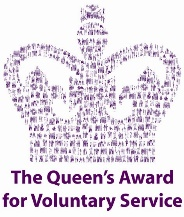 The Queen's Award
for Voluntary Service